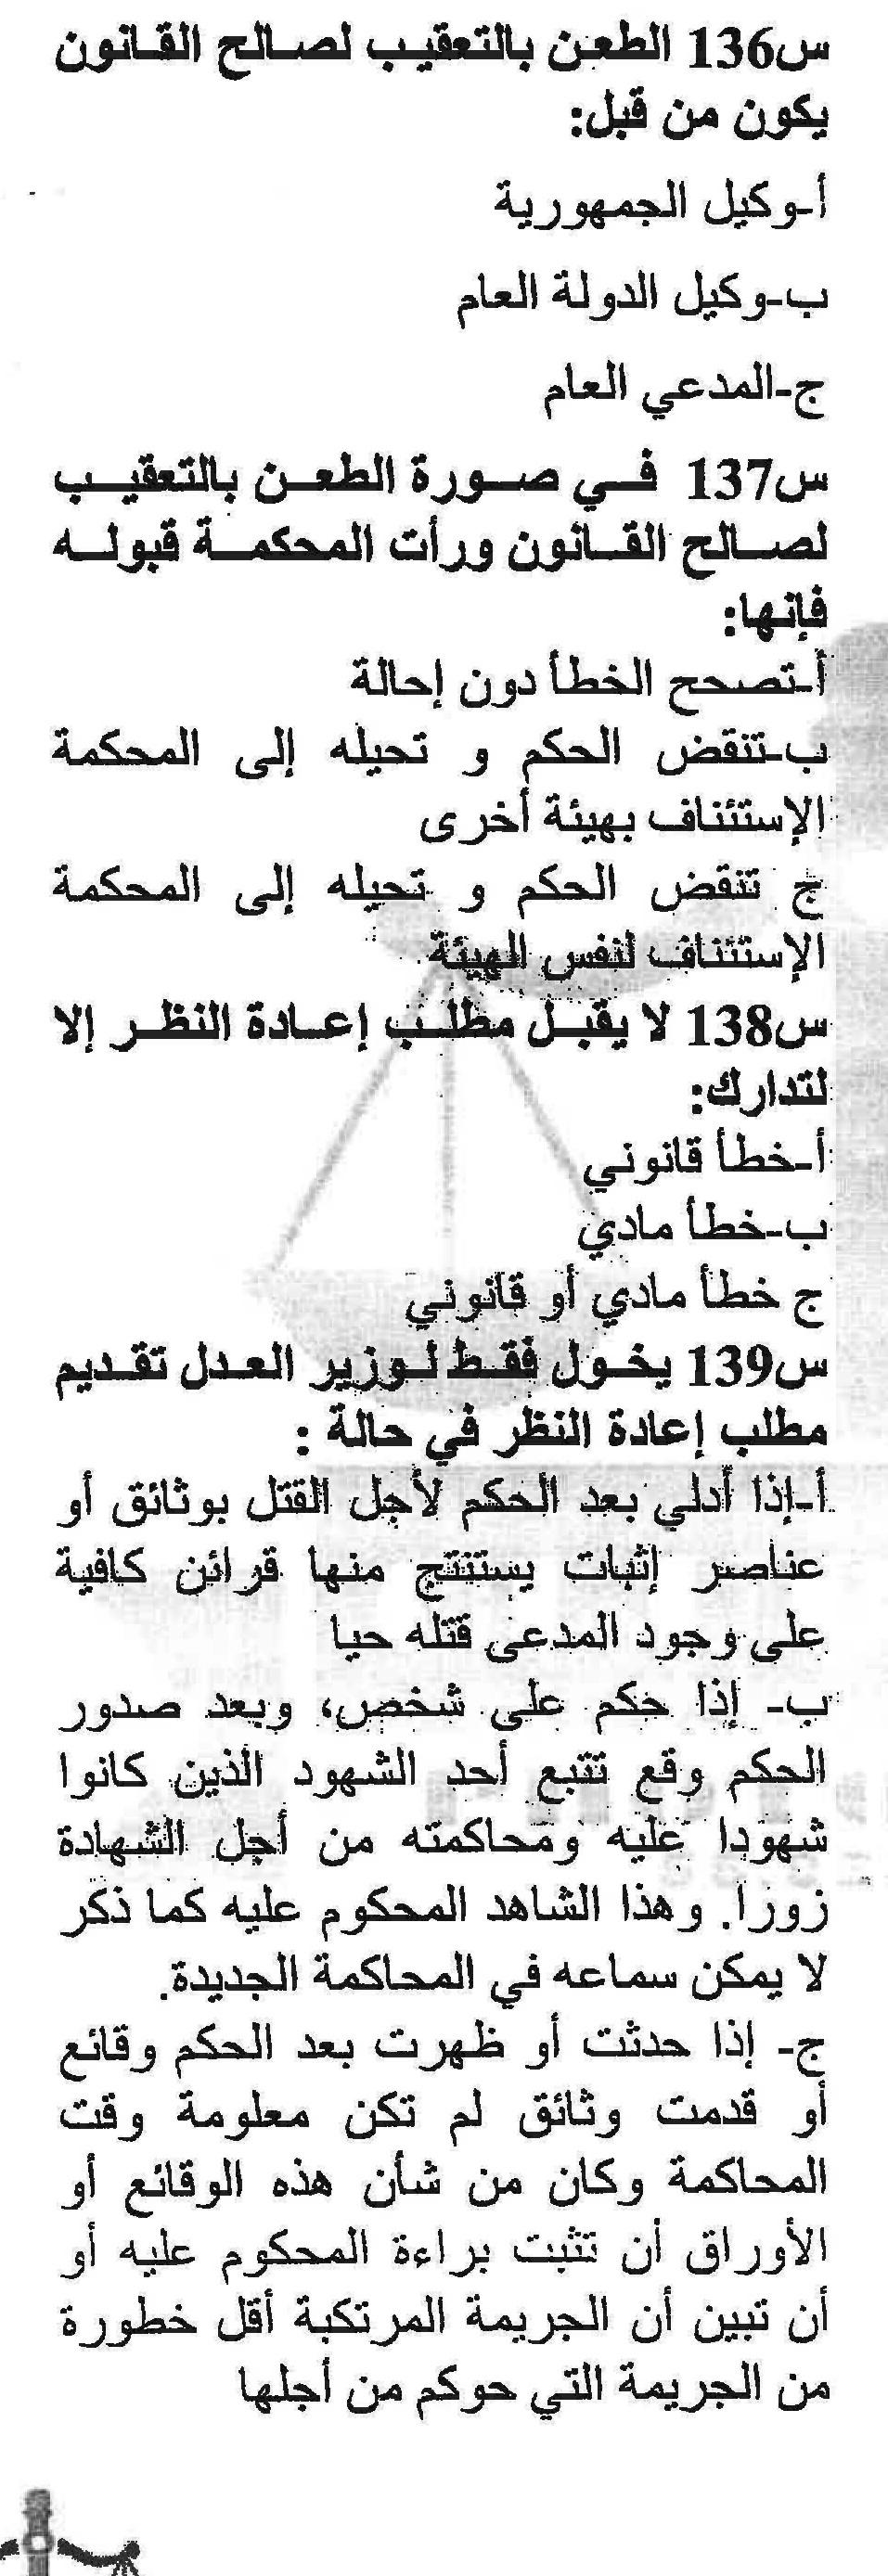 س136 الطعن بالتعقيب لصالح القانون
يكون من قبل:
أ-وكيل الجمهورية
ب-وكيل الدولة العام
ج-المدعي العام
س137 في صورة الطعن بالتعقيب
لصالح القانون ورأت المحكمة قبوله
فإنها:
أ-تصحح الخطأ دون إحالة
ب-تنقض الحكم و تحيله إلى المحكمة
الإستئناف بهيئة أخرى
ج تنقض الحكم و تحيله إلى المحكمة
الإستئناف لنفس الهيئة
س138 لا يقبل مطلب إعادة النظر إلا
لتدارك:
أ-خطأ قانوني
ب-خطأ مادي
ج خطأ مادي أو قانوني
س139 يخول فقط لوزير العدل تقديم
مطلب إعادة النظر في حالة :
أ-إذا أدلي بعد الحكم لأجل القتل بوثائق أو
عناصر إثبات يستنتج منها قرائن كافية
على وجود المدعى قتله حيا
ب- إذا حكم على شخص، وبعد صدور
الحكم وقع تتبع أحد الشهود الذين كانوا
شهودا عليه ومحاكمته من أجل الشهادة
زورا. وهذا الشاهد المحكوم عليه كما ذكر
لا يمكن سماعه في المحاكمة الجديدة.
ج- إذا حدثت أو ظهرت بعد الحكم وقائع
أو قدمت وثائق لم تكن معلومة وقت
المحاكمة وكان من شأن هذه الوقائع أو
الأوراق أن تثبت براءة المحكوم عليه أو
أن تبين أن الجريمة المرتكبة أقل خطورة
من الجريمة التي حوكم من أجلها